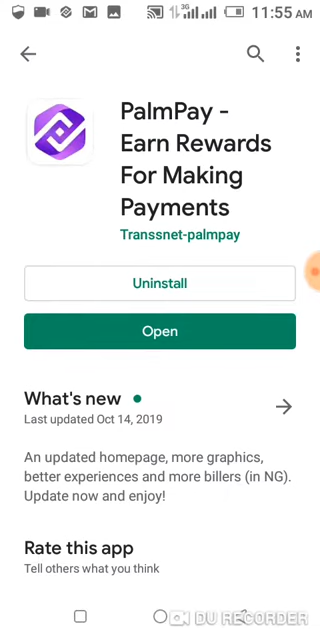 3G
11:55 AM
PalmPay -
Earn Rewards
For Making
Payments
Transsnet-palmpay
Uninstall
Open
What's new
Last updated Oct 14, 2019
An updated homepage, more graphics,
better experiences and more billers (in NG).
Update now and enjoy!
Rate this app
Tell others what you think
DU RECORDER